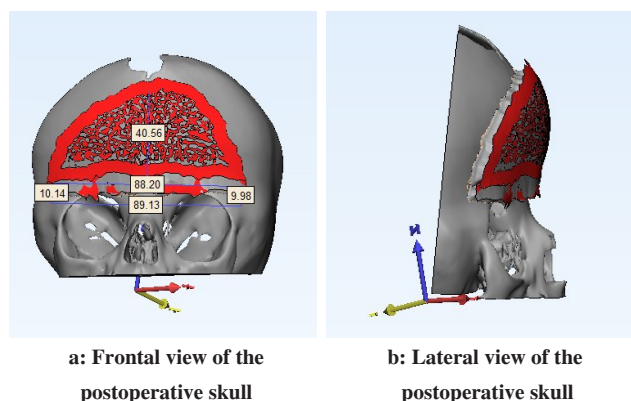 40.56
10.14
88.20
9.98
89.13
a: Frontal view of the
postoperative skull
b: Lateral view of the
postoperative skull